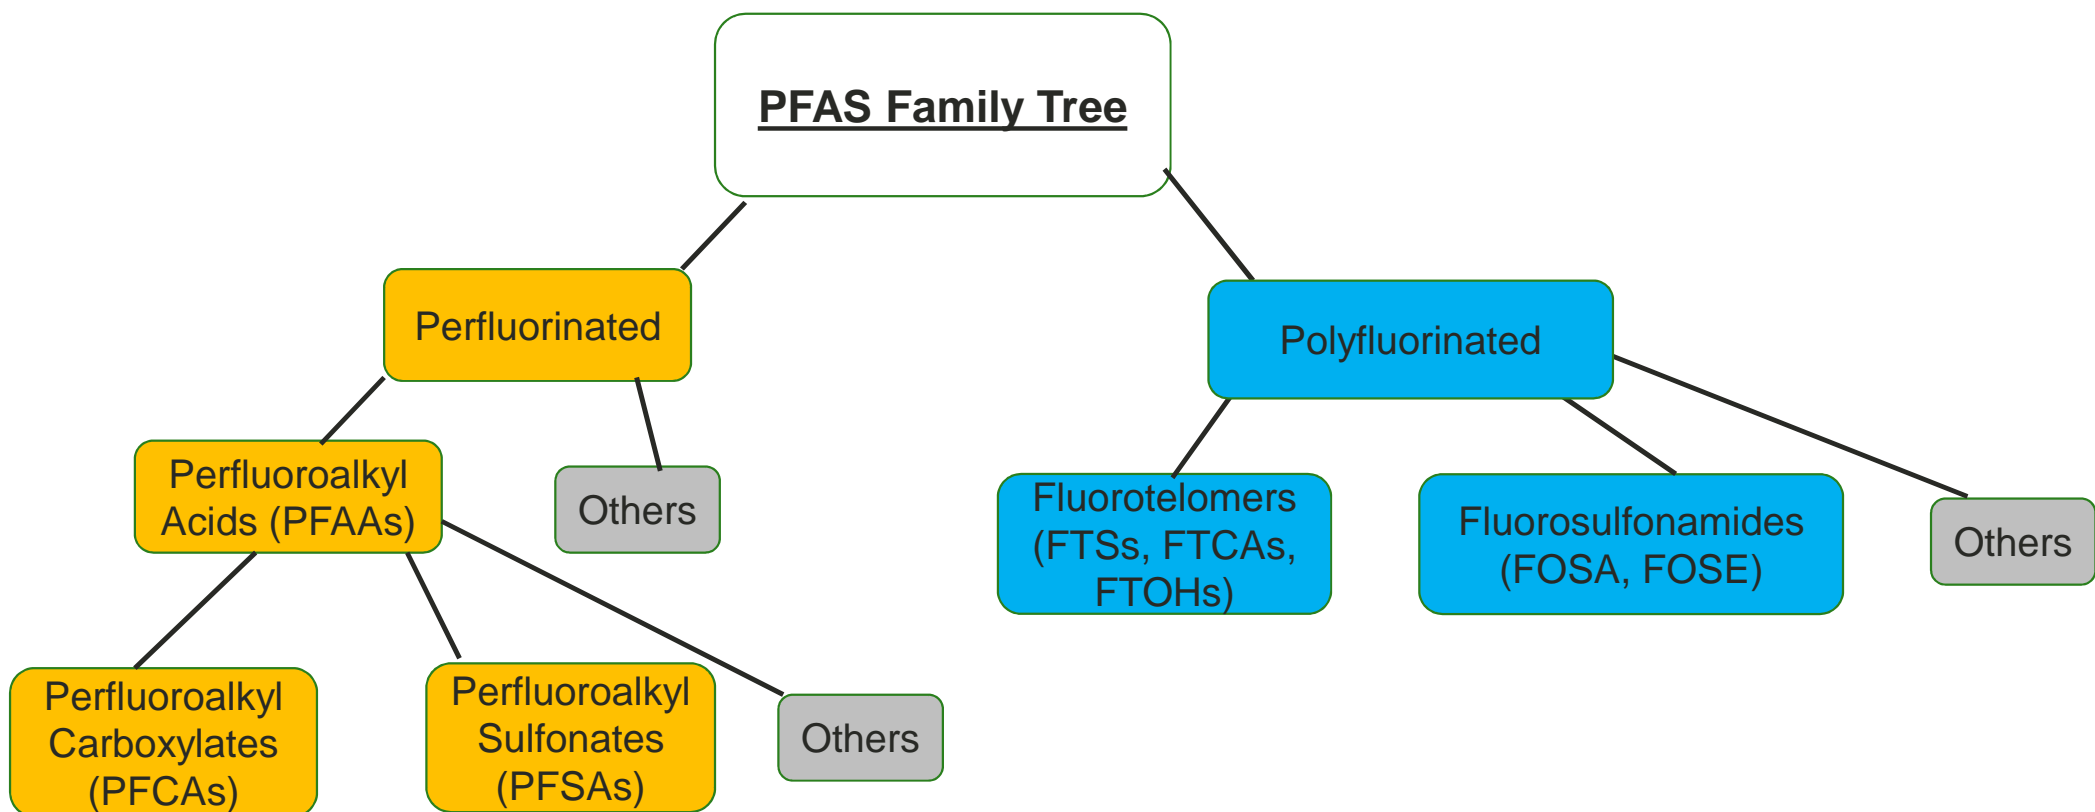 PFAS Family Tree
Perfluorinated
Polyfluorinated
Perfluoroalkyl
Acids (PFAAs)
Others
Fluorotelomers
(FTSs, FTCAs,
FTOHs)
Fluorosulfonamides
(FOSA, FOSE)
Others
Perfluoroalkyl
Carboxylates
(PFCAs)
Perfluoroalkyl
Sulfonates
(PFSAs)
Others